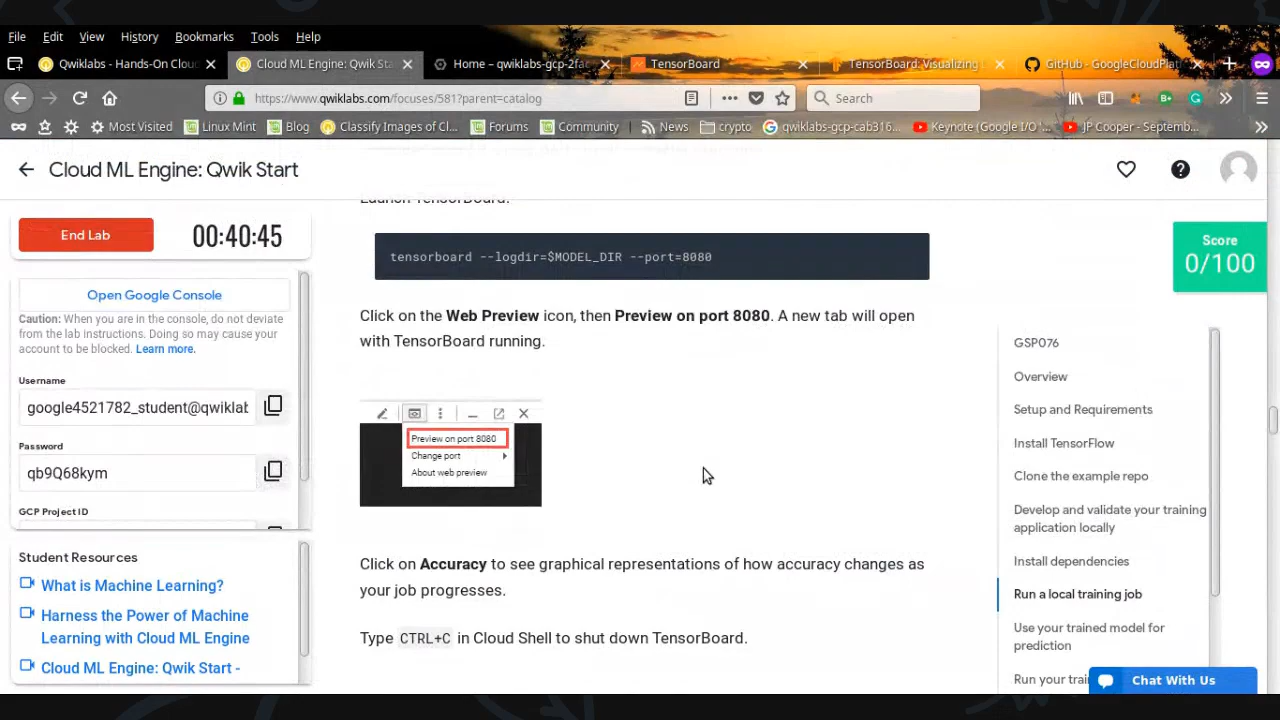 File Edit View History Bookmarks Tools Help
Qwiklabs - Hands-On Clou
Cloud ML Engine: Qwik Sta
Home – qwiklabs-gcp-2fa
TensorBoard
TensorBoard: Visualizing L
GitHub - GoogleCloudPlat
https://www.qwiklabs.com/focuses/581?parent=catalog
Search
Most Visited
Linux Mint
Blog
Classify Images of Cl...
Forums
Community
News
crypto
qwiklabs-gcp-cab316...
Keynote (Google I/O '...
JP Cooper - Septemb...
Cloud ML Engine: Qwik Start
End Lab
00:40:45
Open Google Console
Caution: When you are in the console, do not deviate
from the lab instructions. Doing so may cause your
account to be blocked. Learn more.
Username
google4521782_student@qwiklab
Password
qb9Q68kym
GCP Project ID
Student Resources
What is Machine Learning?
Harness the Power of Machine
Learning with Cloud ML Engine
Cloud ML Engine: Qwik Start -
Launch TensorBoard:
tensorboard --logdir=$MODEL_DIR --port=8080
Click on the Web Preview icon, then Preview on port 8080. A new tab will open
with TensorBoard running.
Preview on port 8080
Change port
About web preview
Click on Accuracy to see graphical representations of how accuracy changes as
your job progresses.
Type CTRL+C in Cloud Shell to shut down TensorBoard.
Score
0/100
GSP076
Overview
Setup and Requirements
Install TensorFlow
Clone the example repo
Develop and validate your training
application locally
Install dependencies
Run a local training job
Use your trained model for
prediction
Run your trai
Chat With Us